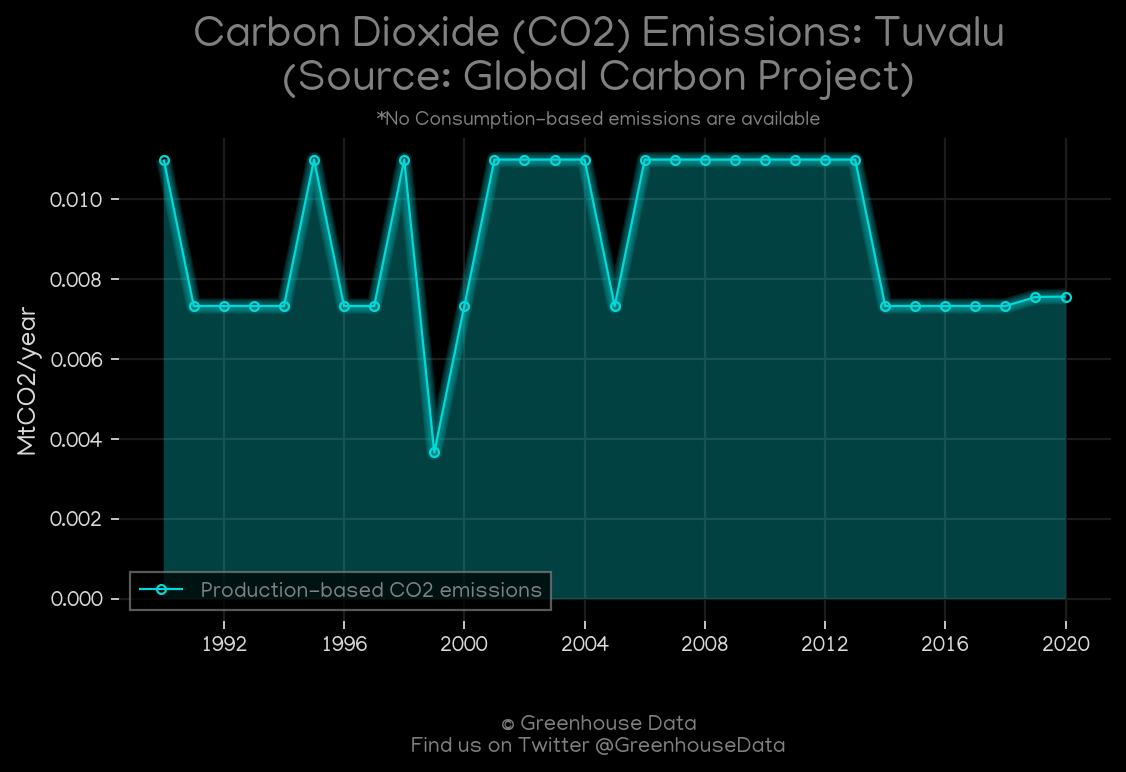 Carbon Dioxide (CO2) Emissions: Tuvalu
(Source: Global Carbon Project)
*No Consumption-based emissions are available
MtCO2/year
0.010
0.008
0.006
0.004
0.002
0.000
Production-based CO2 emissions
1992 1996 2000 2004 2008 2012 2016 2020
© Greenhouse Data
Find us on Twitter @GreenhouseData